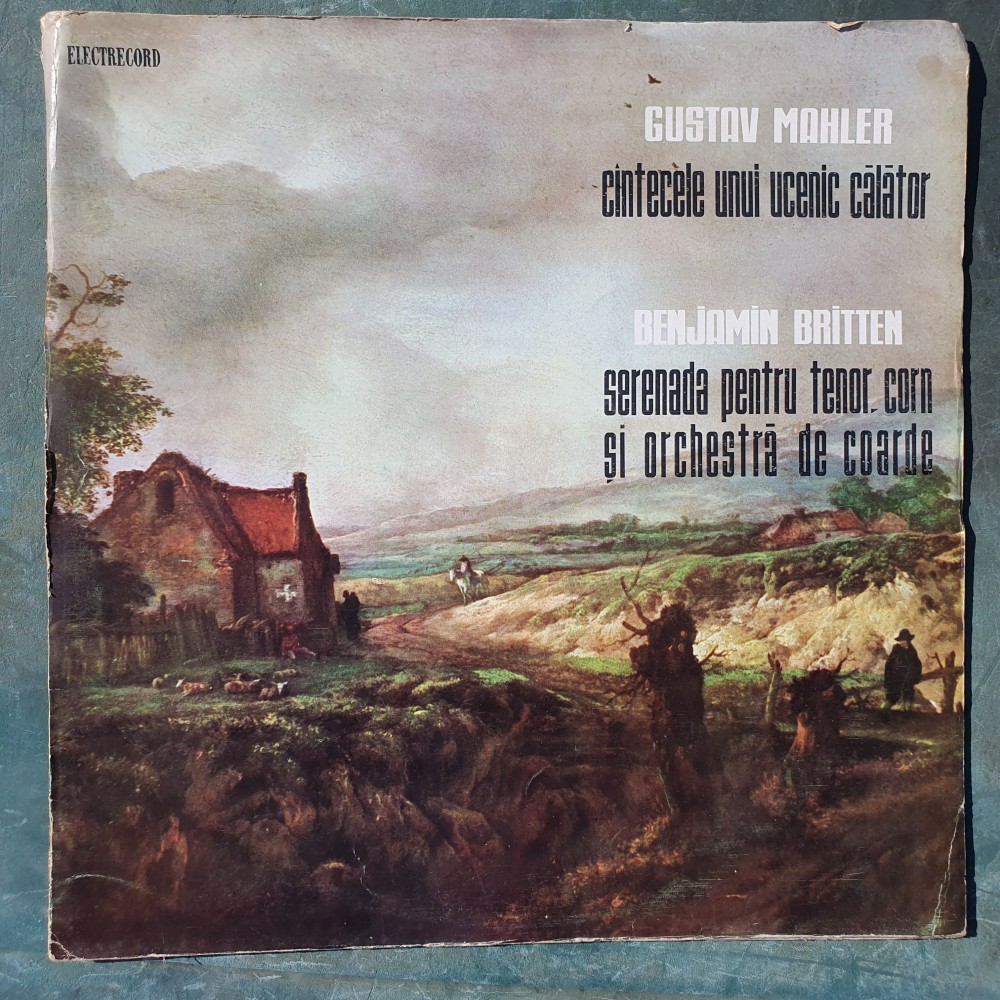 ELECTRECORD
GUSTAV MAHLER
cîntecele unui ucenic călător
BENJAMIN BRITTEN
serenada pentru tenor, corn
și orchestră de coarde